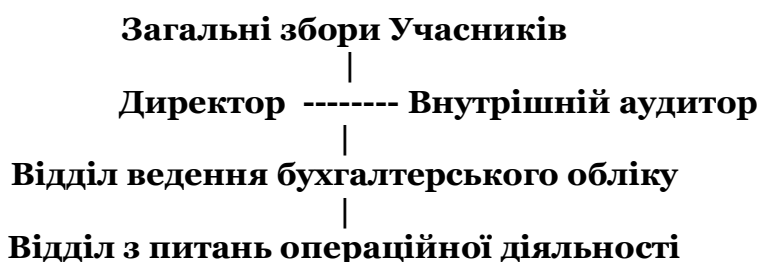 Загальні збори Учасників
|
Директор -------- Внутрішній аудитор
|
Відділ ведення бухгалтерського обліку
|
Відділ з питань операційної діяльності